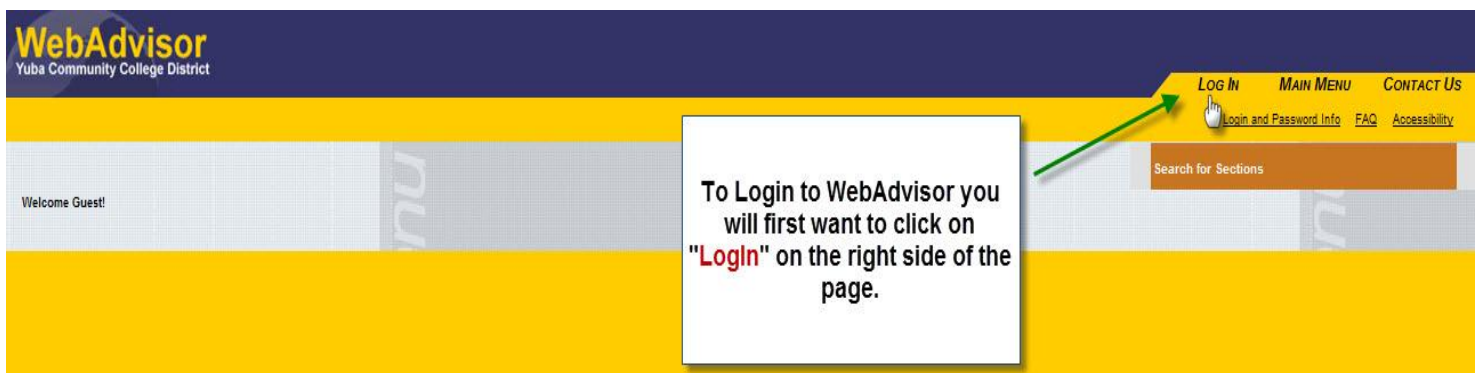 WebAdvisor
Yuba Community College District
LOG IN MAIN MENU CONTACT US
Login and Password Info FAQ Accessibility
Search for Sections
Welcome Guest!
To Login to WebAdvisor you
will first want to click on
"LogIn" on the right side of the
page.
nu
nu